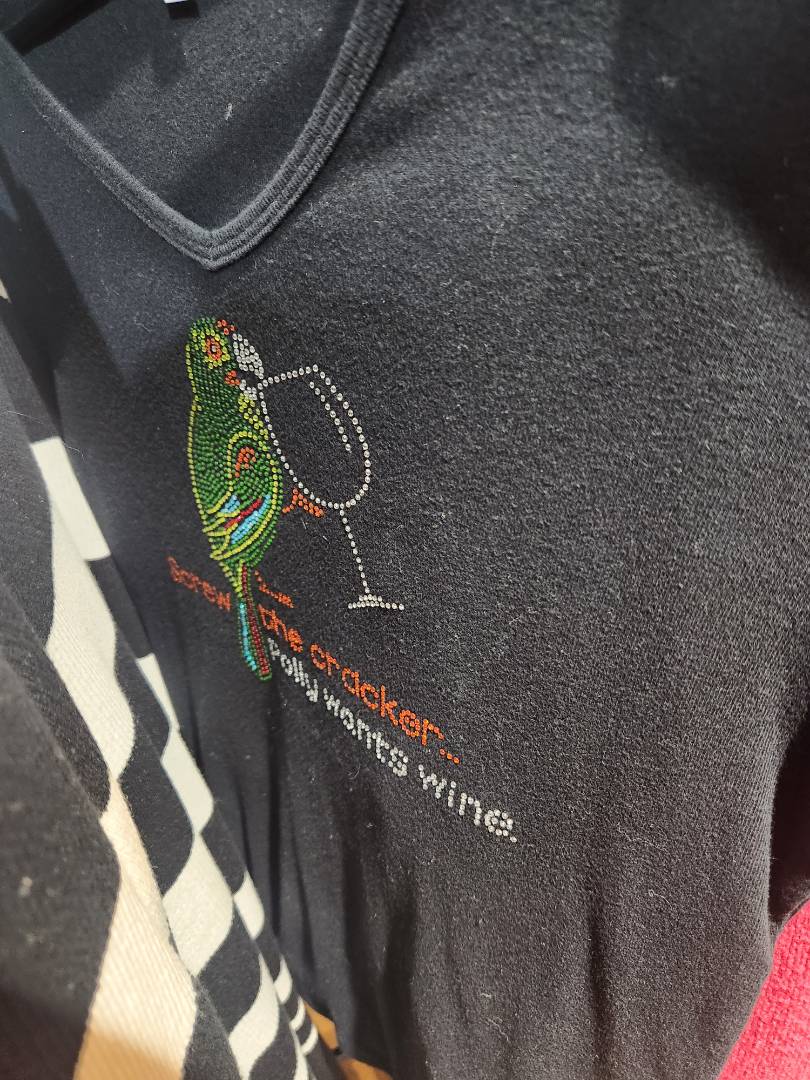 Screw the cracker...
Polly wants wine.